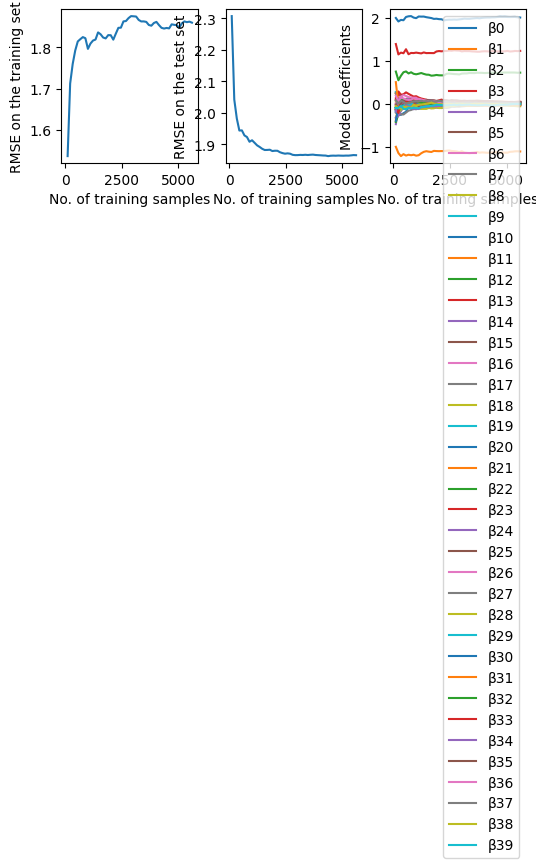 RMSE on the training set
1.8
1.7
1.6
0
5000
No. of training samples
RMSE on the test set
2.3
2.2
2.1
2.0
1.9
0
5000
No. of training samples
Model coefficients
2
1
0
−1
0
2500
5000
No. of training samples
β0
β1
β2
β3
β4
β5
β6
β7
β8
β9
β10
β11
β12
β13
β14
β15
β16
β17
β18
β19
β20
β21
β22
β23
β24
β25
β26
β27
β28
β29
β30
β31
β32
β33
β34
β35
β36
β37
β38
β39